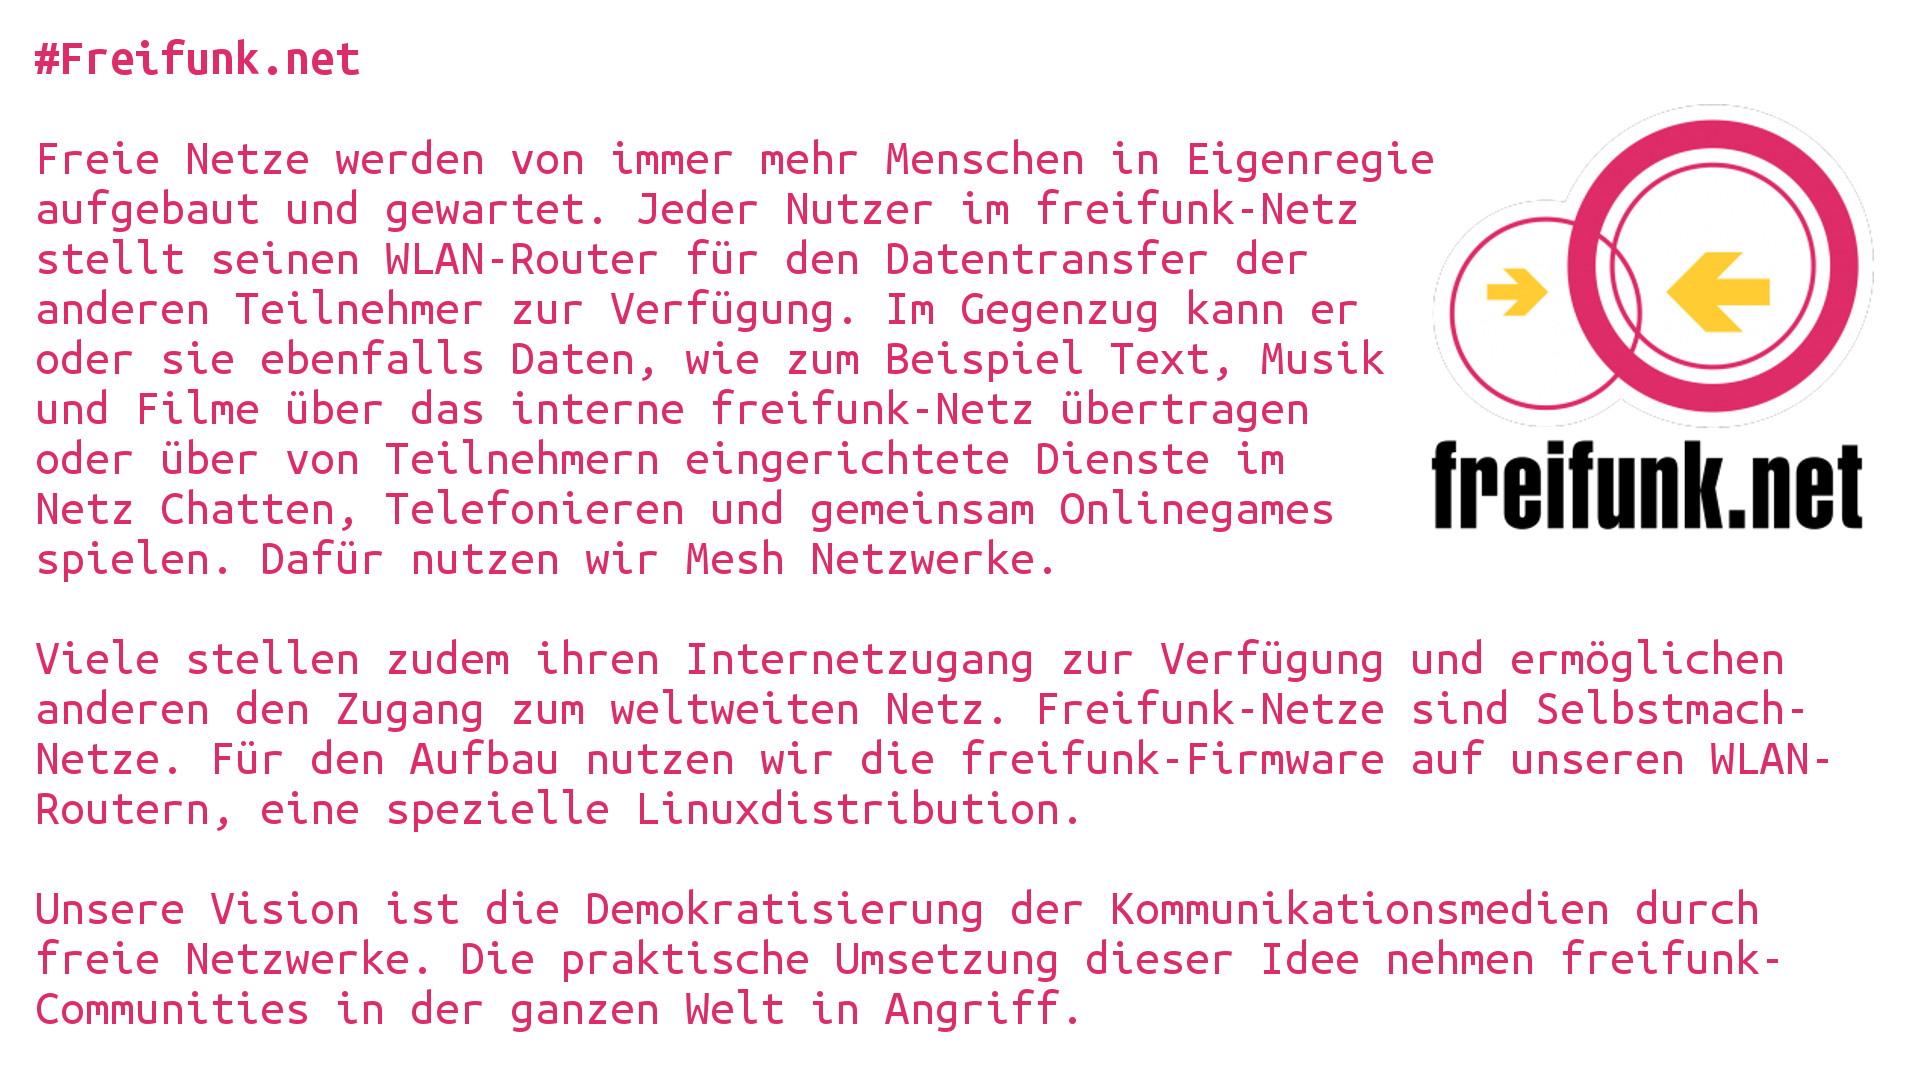 #Freifunk.net
Freie Netze werden von immer mehr Menschen in Eigenregie
aufgebaut und gewartet. Jeder Nutzer im freifunk-Netz
stellt seinen WLAN-Router für den Datentransfer der
anderen Teilnehmer zur Verfügung. Im Gegenzug kann er
oder sie ebenfalls Daten, wie zum Beispiel Text, Musik
und Filme über das interne freifunk-Netz übertragen
oder über von Teilnehmern eingerichtete Dienste im
Netz Chatten, Telefonieren und gemeinsam Onlinegames
spielen. Dafür nutzen wir Mesh Netzwerke.
freifunk.net
Viele stellen zudem ihren Internetzugang zur Verfügung und ermöglichen
anderen den Zugang zum weltweiten Netz. Freifunk-Netze sind Selbstmach-
Netze. Für den Aufbau nutzen wir die freifunk-Firmware auf unseren WLAN-
Routern, eine spezielle Linuxdistribution.
Unsere Vision ist die Demokratisierung der Kommunikationsmedien durch
freie Netzwerke. Die praktische Umsetzung dieser Idee nehmen freifunk-
Communities in der ganzen Welt in Angriff.